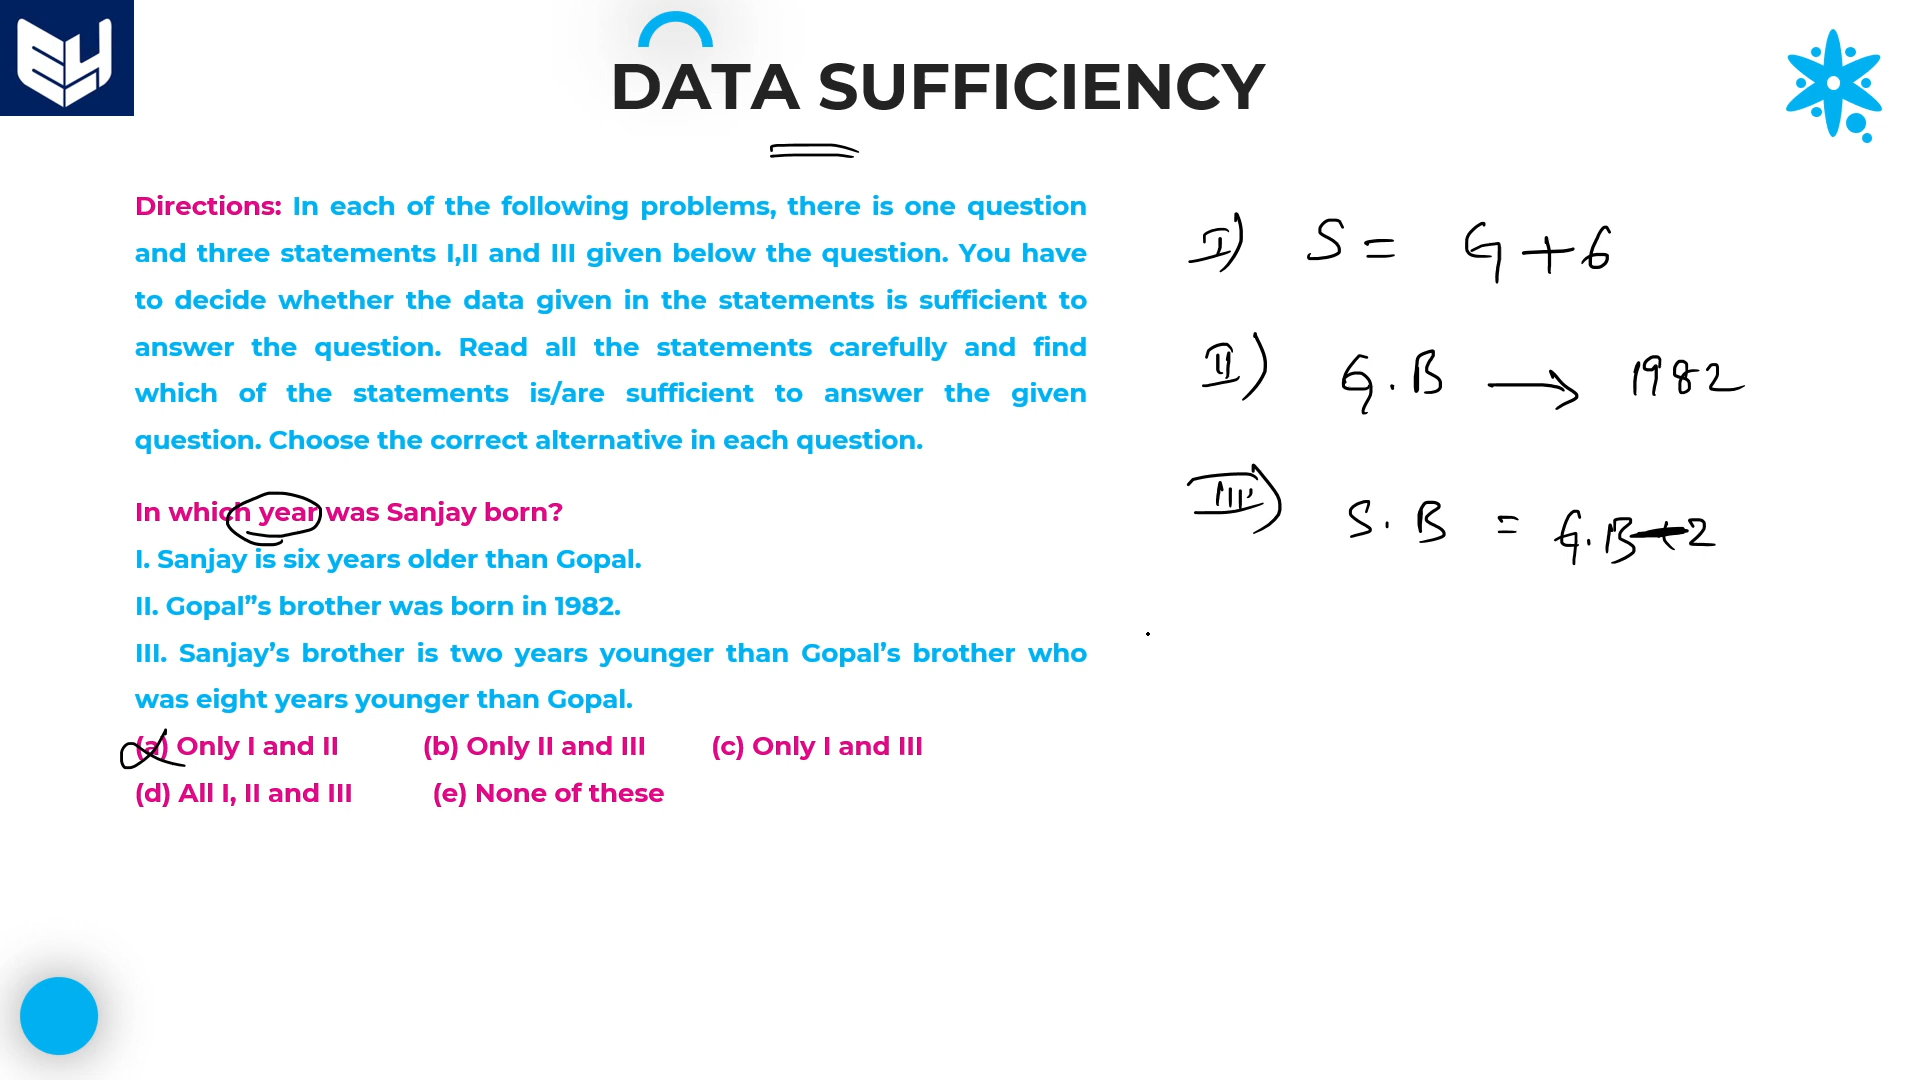 DATA SUFFICIENCY
Directions: In each of the following problems, there is one question
and three statements I,II and III given below the question. You have
to decide whether the data given in the statements is sufficient to
answer the question. Read all the statements carefully and find
which of the statements is/are sufficient to answer the given
question. Choose the correct alternative in each question.
In which year was Sanjay born?
I. Sanjay is six years older than Gopal.
II. Gopal”s brother was born in 1982.
III. Sanjay’s brother is two years younger than Gopal’s brother who
was eight years younger than Gopal.
(a) Only I and II (b) Only II and III (c) Only I and III
(d) All I, II and III (e) None of these
I) S = G + 6
II) G.B → 1982
III) S.B = G.B - 2